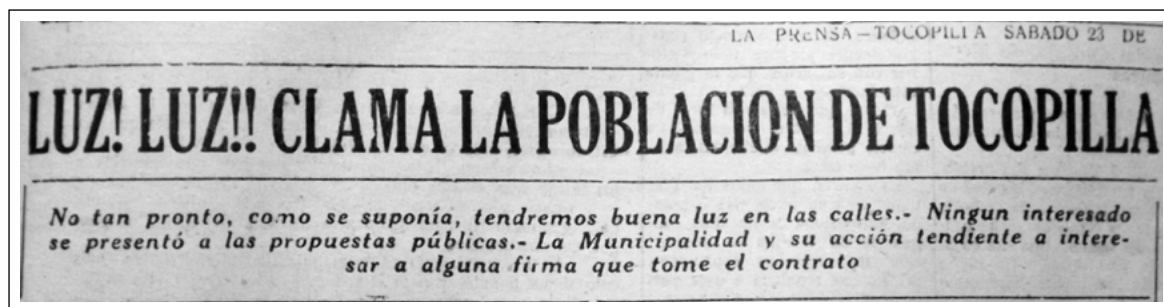 LA PRENSA—TOCOPILLA SABADO 23 DE
LUZ! LUZ!! CLAMA LA POBLACION DE TOCOPILLA
No tan pronto, como se suponía, tendremos buena luz en las calles.- Ningun interesado
se presentó a las propuestas públicas.- La Municipalidad y su acción tendiente a intere-
sar a alguna firma que tome el contrato